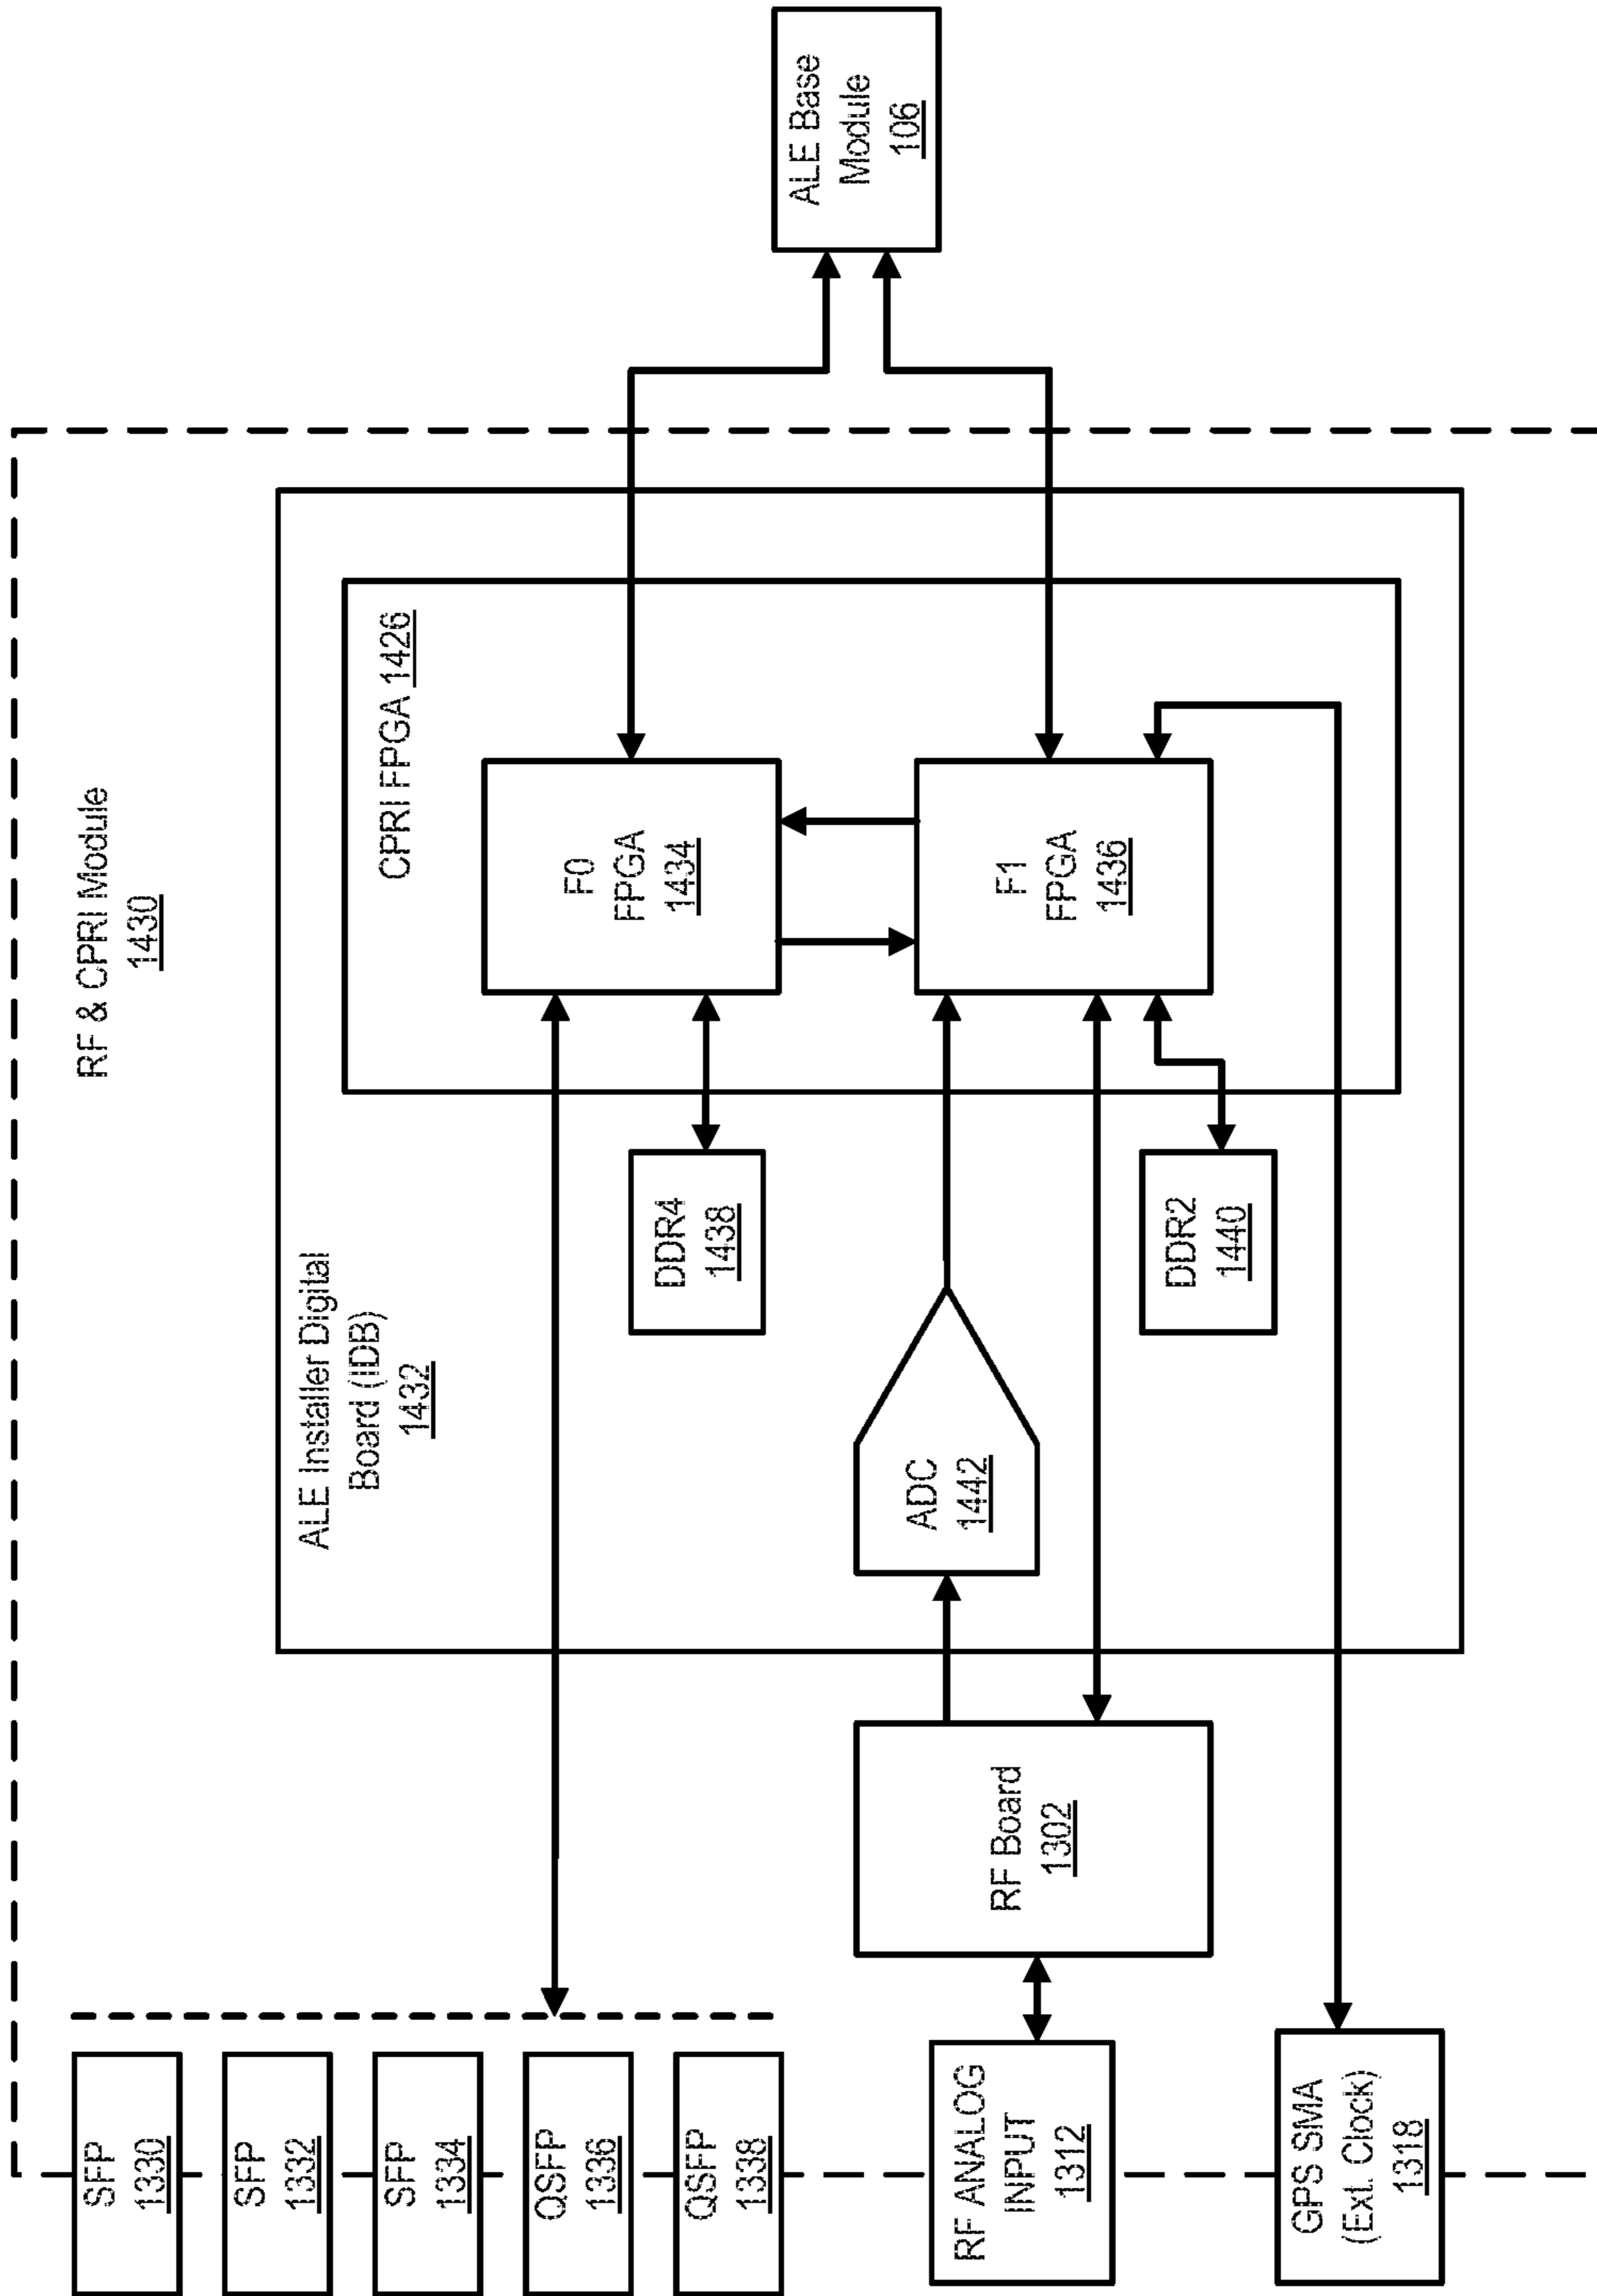 RF & CPRI Module
1430
ALE Installer Digital
Board (IDB)
1432
CPRI FPGA 1426
SFP
1330
SFP
1332
SFP
1334
QSFP
1336
QSFP
1338
F0
FPGA
1434
DDR4
1438
ALE Base
Module
106
RF ANALOG
INPUT
1312
RF Board
1302
ADC
1442
F1
FPGA
1436
DDR2
1440
GPS SMA
(Ext. Clock)
1318